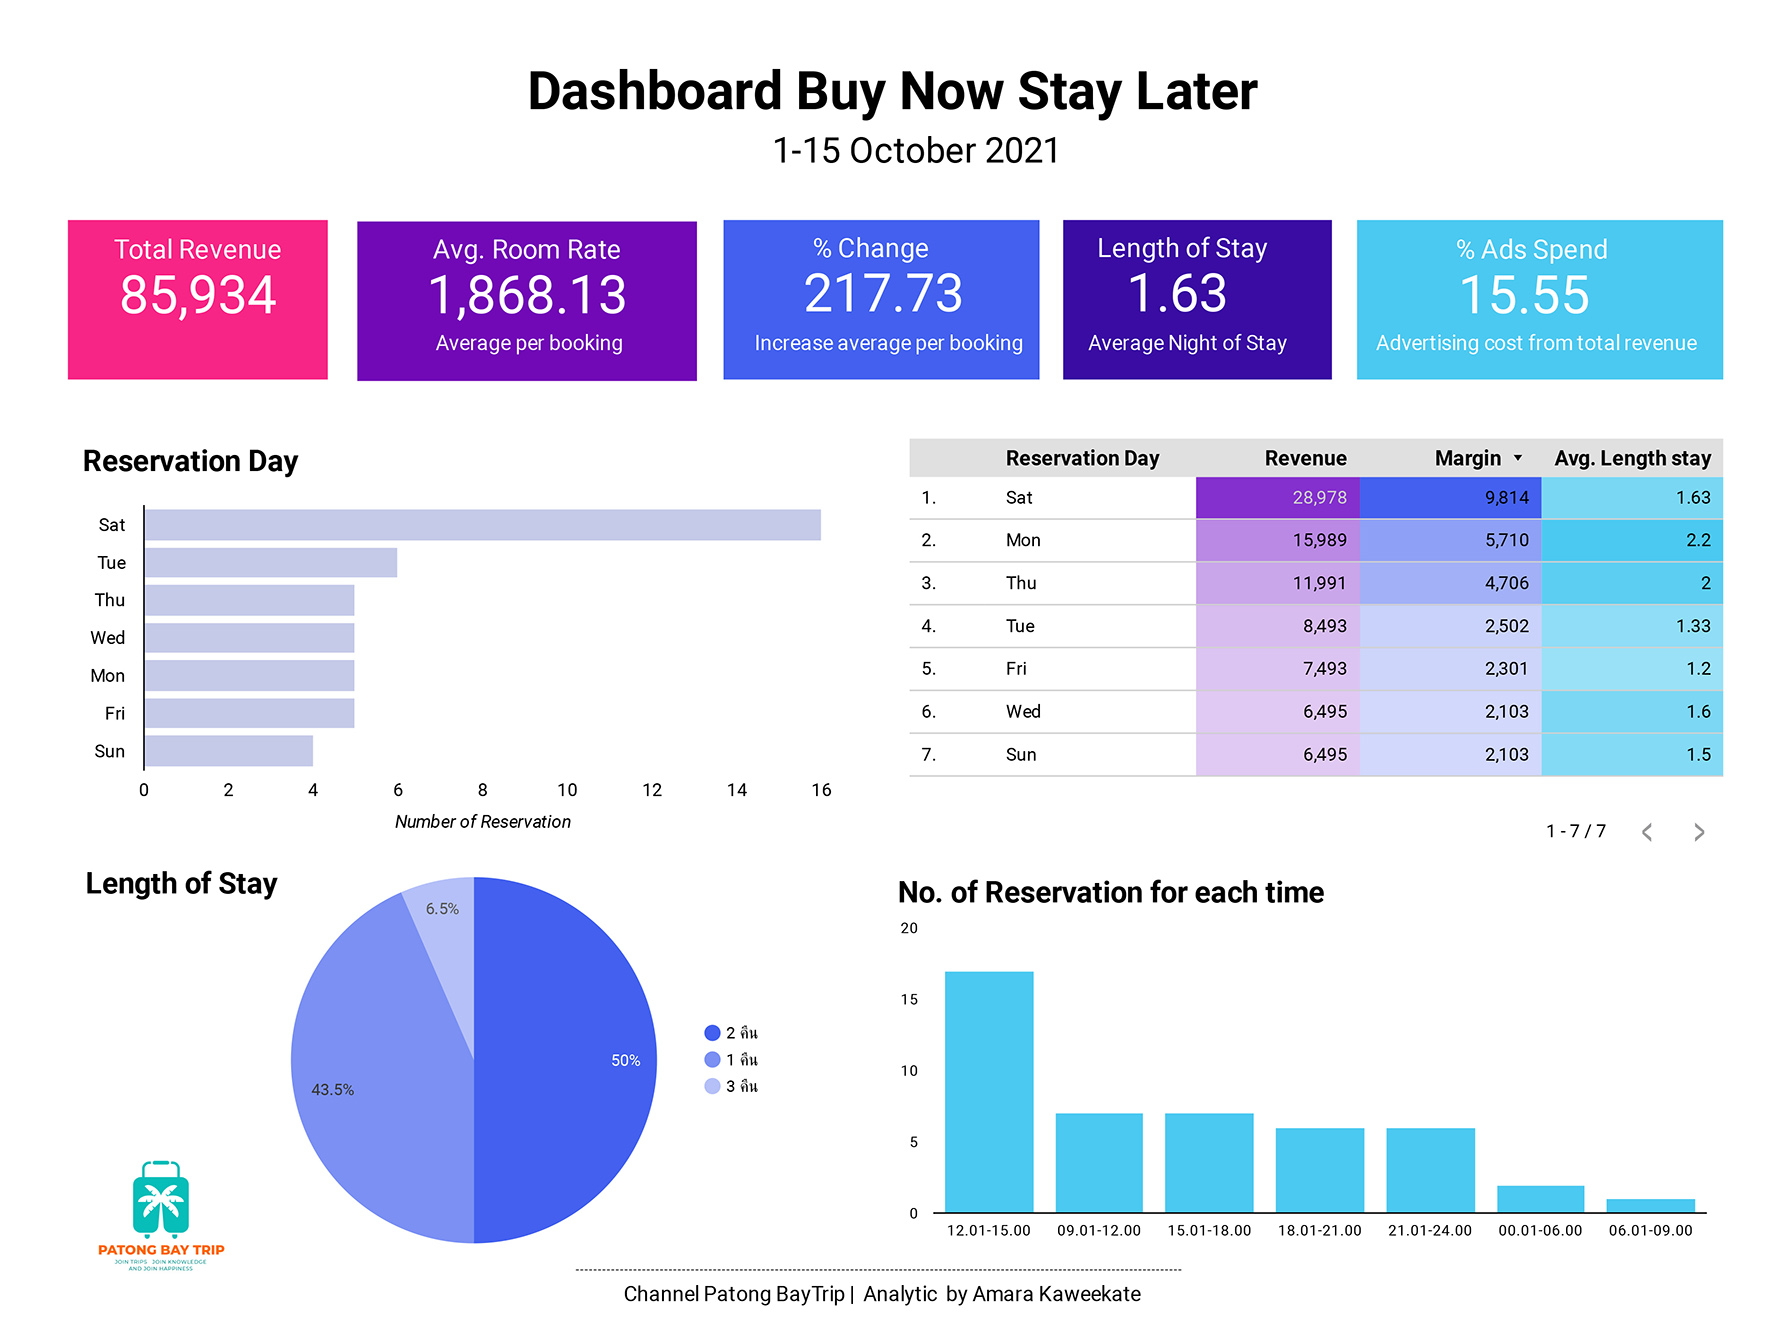 Dashboard Buy Now Stay Later
1-15 October 2021
Total Revenue
85,934
Avg. Room Rate
1,868.13
Average per booking
% Change
217.73
Increase average per booking
Length of Stay
1.63
Average Night of Stay
% Ads Spend
15.55
Advertising cost from total revenue
Reservation Day
Sat
Tue
Thu
Wed
Mon
Fri
Sun
0 2 4 6 8 10 12 14 16
Number of Reservation
Reservation Day Revenue Margin Avg. Length stay
1. Sat 28,978 9,814 1.63
2. Mon 15,989 5,710 2.2
3. Thu 11,991 4,706 2
4. Tue 8,493 2,502 1.33
5. Fri 7,493 2,301 1.2
6. Wed 6,495 2,103 1.6
7. Sun 6,495 2,103 1.5
1 - 7 / 7
Length of Stay
6.5%
50%
43.5%
2 คืน
1 คืน
3 คืน
No. of Reservation for each time
20
15
10
5
0
12.01-15.00 09.01-12.00 15.01-18.00 18.01-21.00 21.01-24.00 00.01-06.00 06.01-09.00
PATONG BAY TRIP
JOIN TRIPS JOIN KNOWLEDGE
AND JOIN HAPPINESS
Channel Patong BayTrip | Analytic by Amara Kaweekate